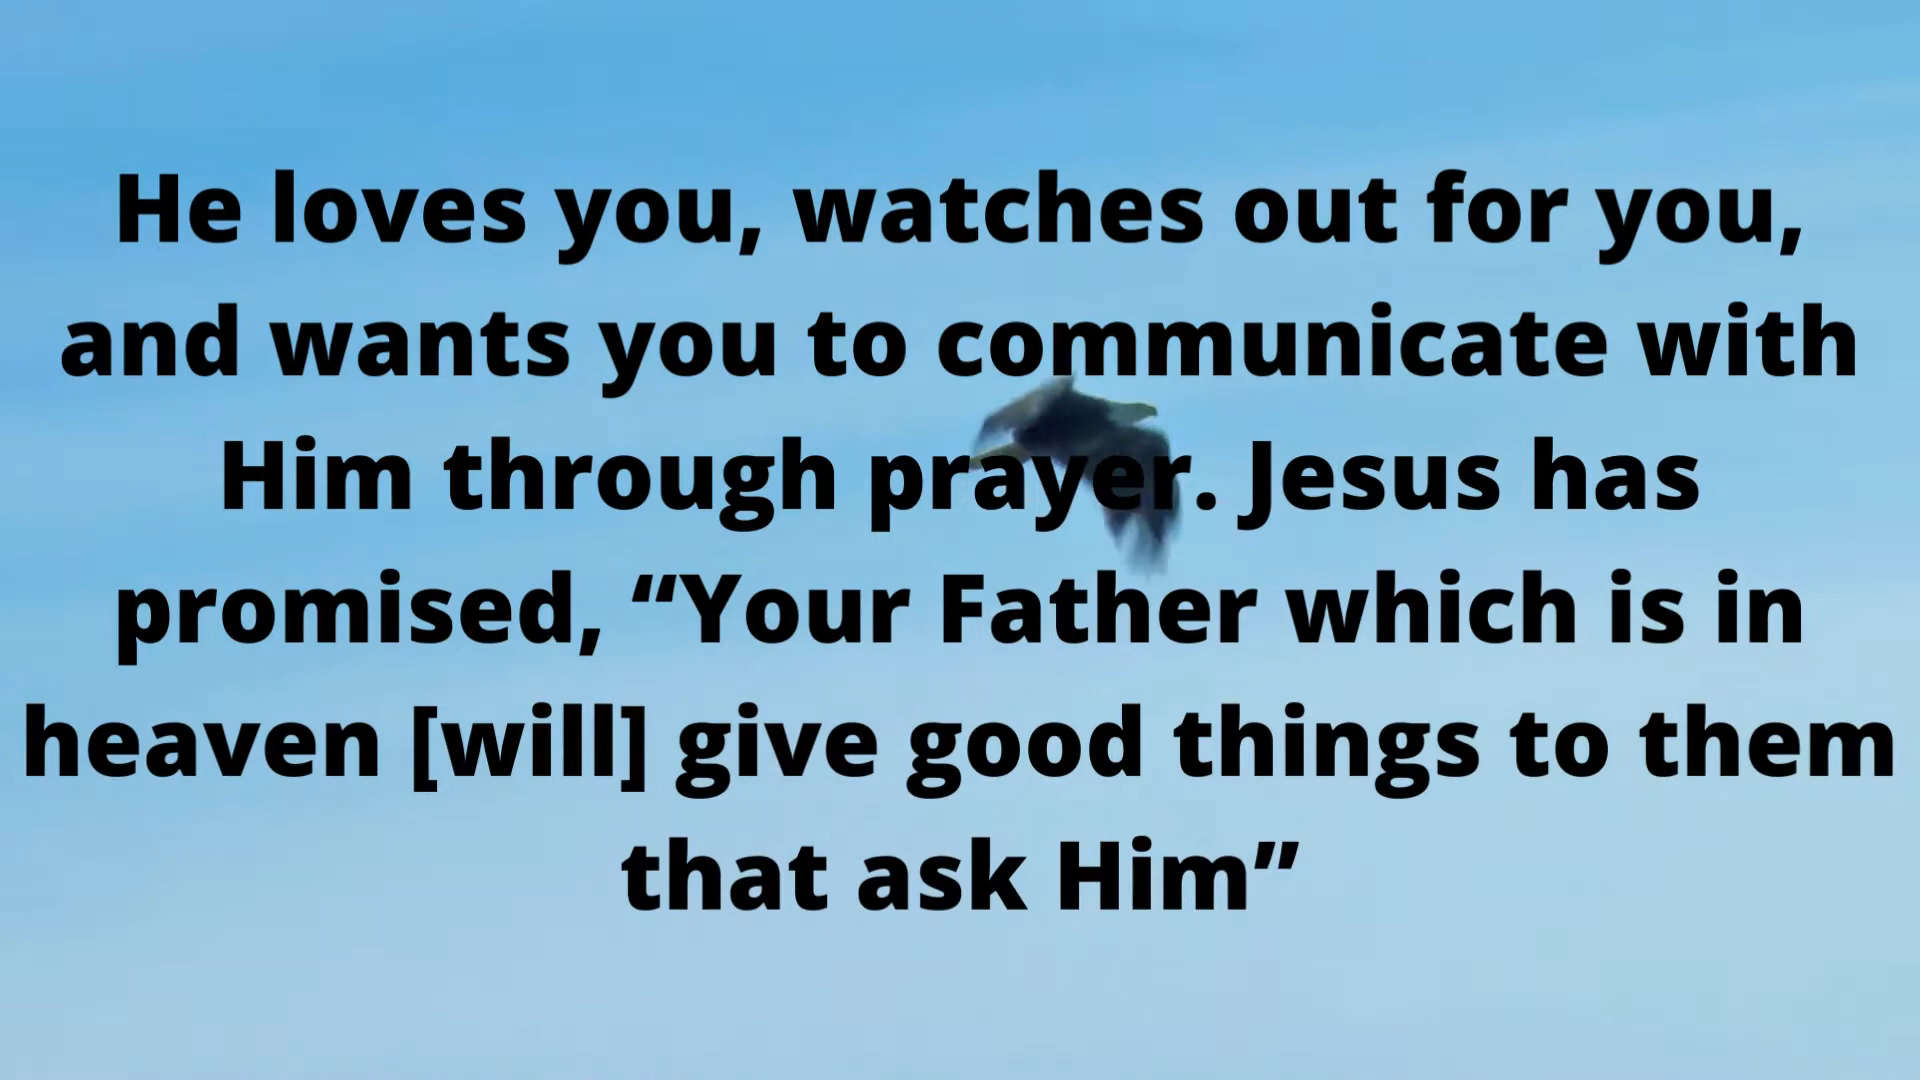 He loves you, watches out for you,
and wants you to communicate with
Him through prayer. Jesus has
promised, “Your Father which is in
heaven [will] give good things to them
that ask Him”